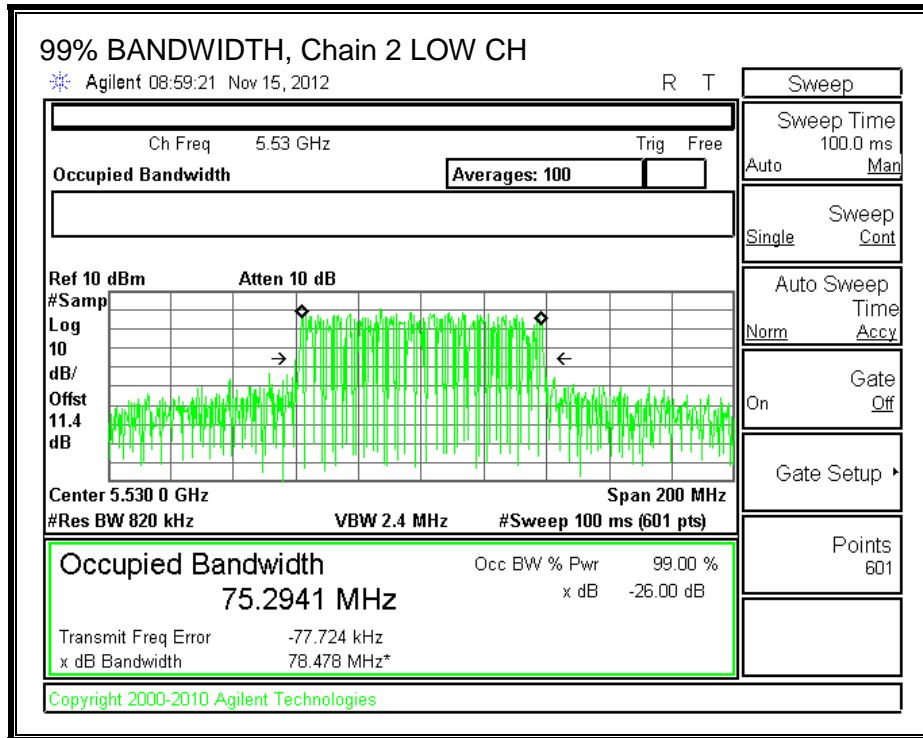 99% BANDWIDTH, Chain 2 LOW CH
Agilent 08:59:21 Nov 15, 2012 R T
Ch Freq 5.53 GHz Trig Free
Occupied Bandwidth Averages: 100
Ref 10 dBm Atten 10 dB
#Samp
Log
10
dB/
Offst
11.4
dB
Center 5.530 0 GHz Span 200 MHz
#Res BW 820 kHz VBW 2.4 MHz #Sweep 100 ms (601 pts)
Occupied Bandwidth Occ BW % Pwr 99.00 %
75.2941 MHz x dB -26.00 dB
Transmit Freq Error -77.724 kHz
x dB Bandwidth 78.478 MHz*
Copyright 2000-2010 Agilent Technologies
Sweep
Sweep Time
100.0 ms
Auto Man
Sweep
Single Cont
Auto Sweep
Time
Norm Accy
Gate
On Off
Gate Setup
Points
601